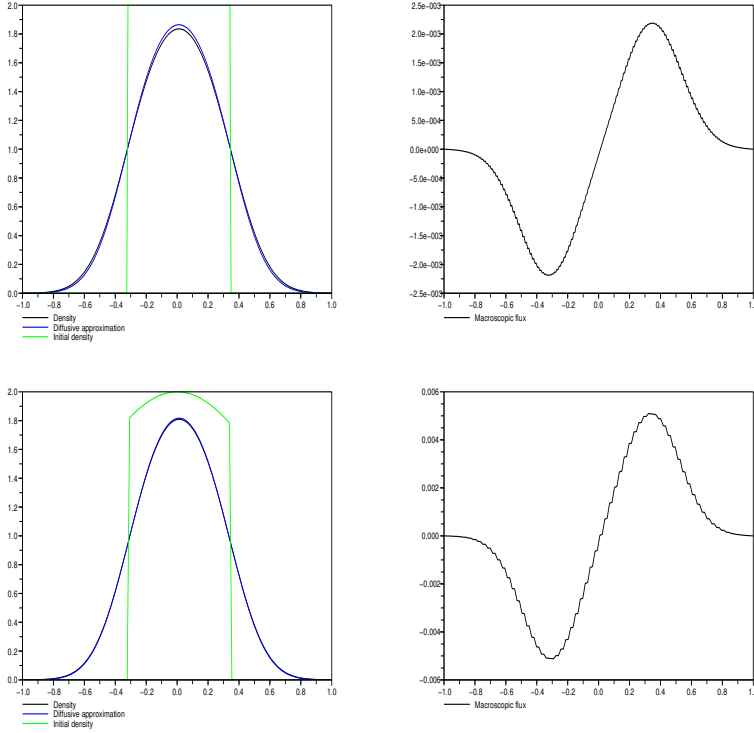 2.0
1.8
1.6
1.4
1.2
1.0
0.8
0.6
0.4
0.2
0.0
−1.0 −0.8 −0.6 −0.4 −0.2 0.0 0.2 0.4 0.6 0.8 1.0
Density
Diffusive approximation
Initial density
2.5e−003
2.0e−003
1.5e−003
1.0e−003
5.0e−004
0.0e+000
−5.0e−004
−1.0e−003
−1.5e−003
−2.0e−003
−2.5e−003
−1.0 −0.8 −0.6 −0.4 −0.2 0.0 0.2 0.4 0.6 0.8 1.
Macroscopic flux
2.0
1.8
1.6
1.4
1.2
1.0
0.8
0.6
0.4
0.2
0.0
−1.0 −0.8 −0.6 −0.4 −0.2 0.0 0.2 0.4 0.6 0.8 1.0
Density
Diffusive approximation
Initial density
0.006
0.004
0.002
0.000
−0.002
−0.004
−0.006
−1.0 −0.8 −0.6 −0.4 −0.2 0.0 0.2 0.4 0.6 0.8 1.
Macroscopic flux